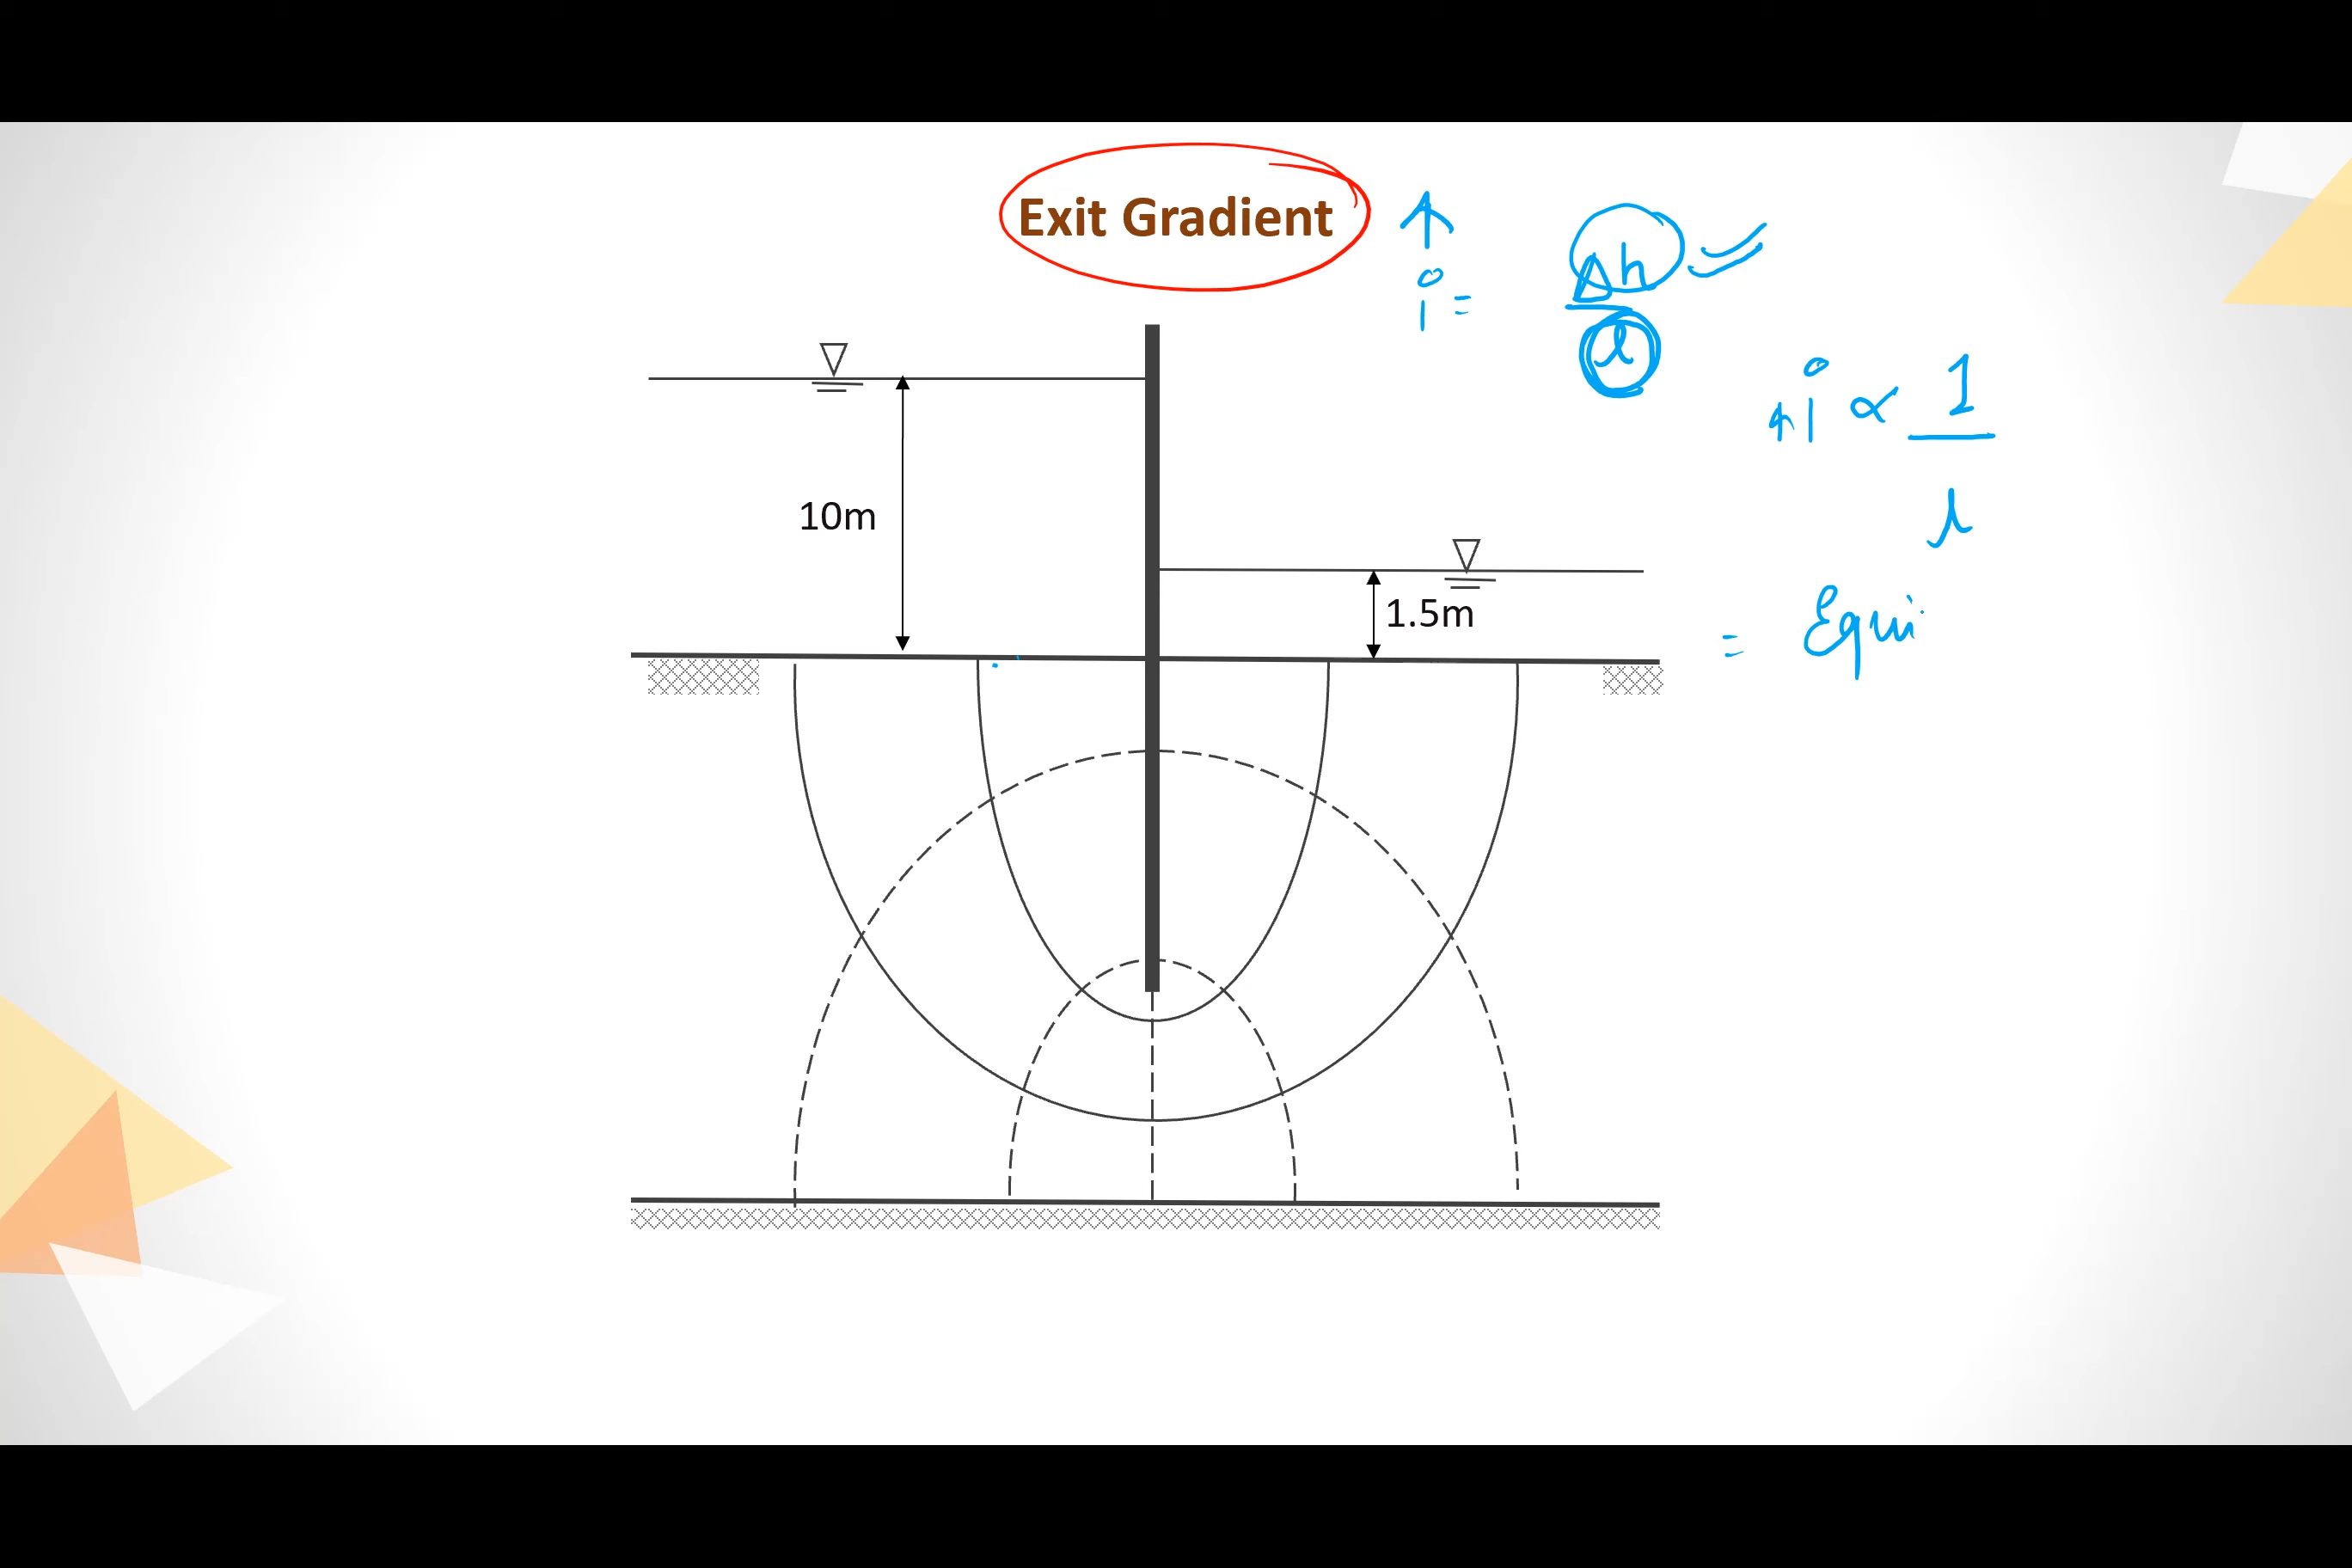 Exit Gradient
i = Δh / l
i ∝ 1 / l
10m
1.5m
= Equi